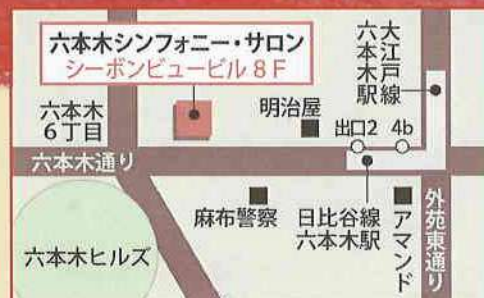 六本木シンフォニー・サロン
シーボンビュービル 8F
大江戸線
六本木駅
六本木
6丁目
明治屋
出口2
4b
六本木通り
麻布警察
日比谷線
六本木駅
アマンド
外苑東通り
六本木ヒルズ